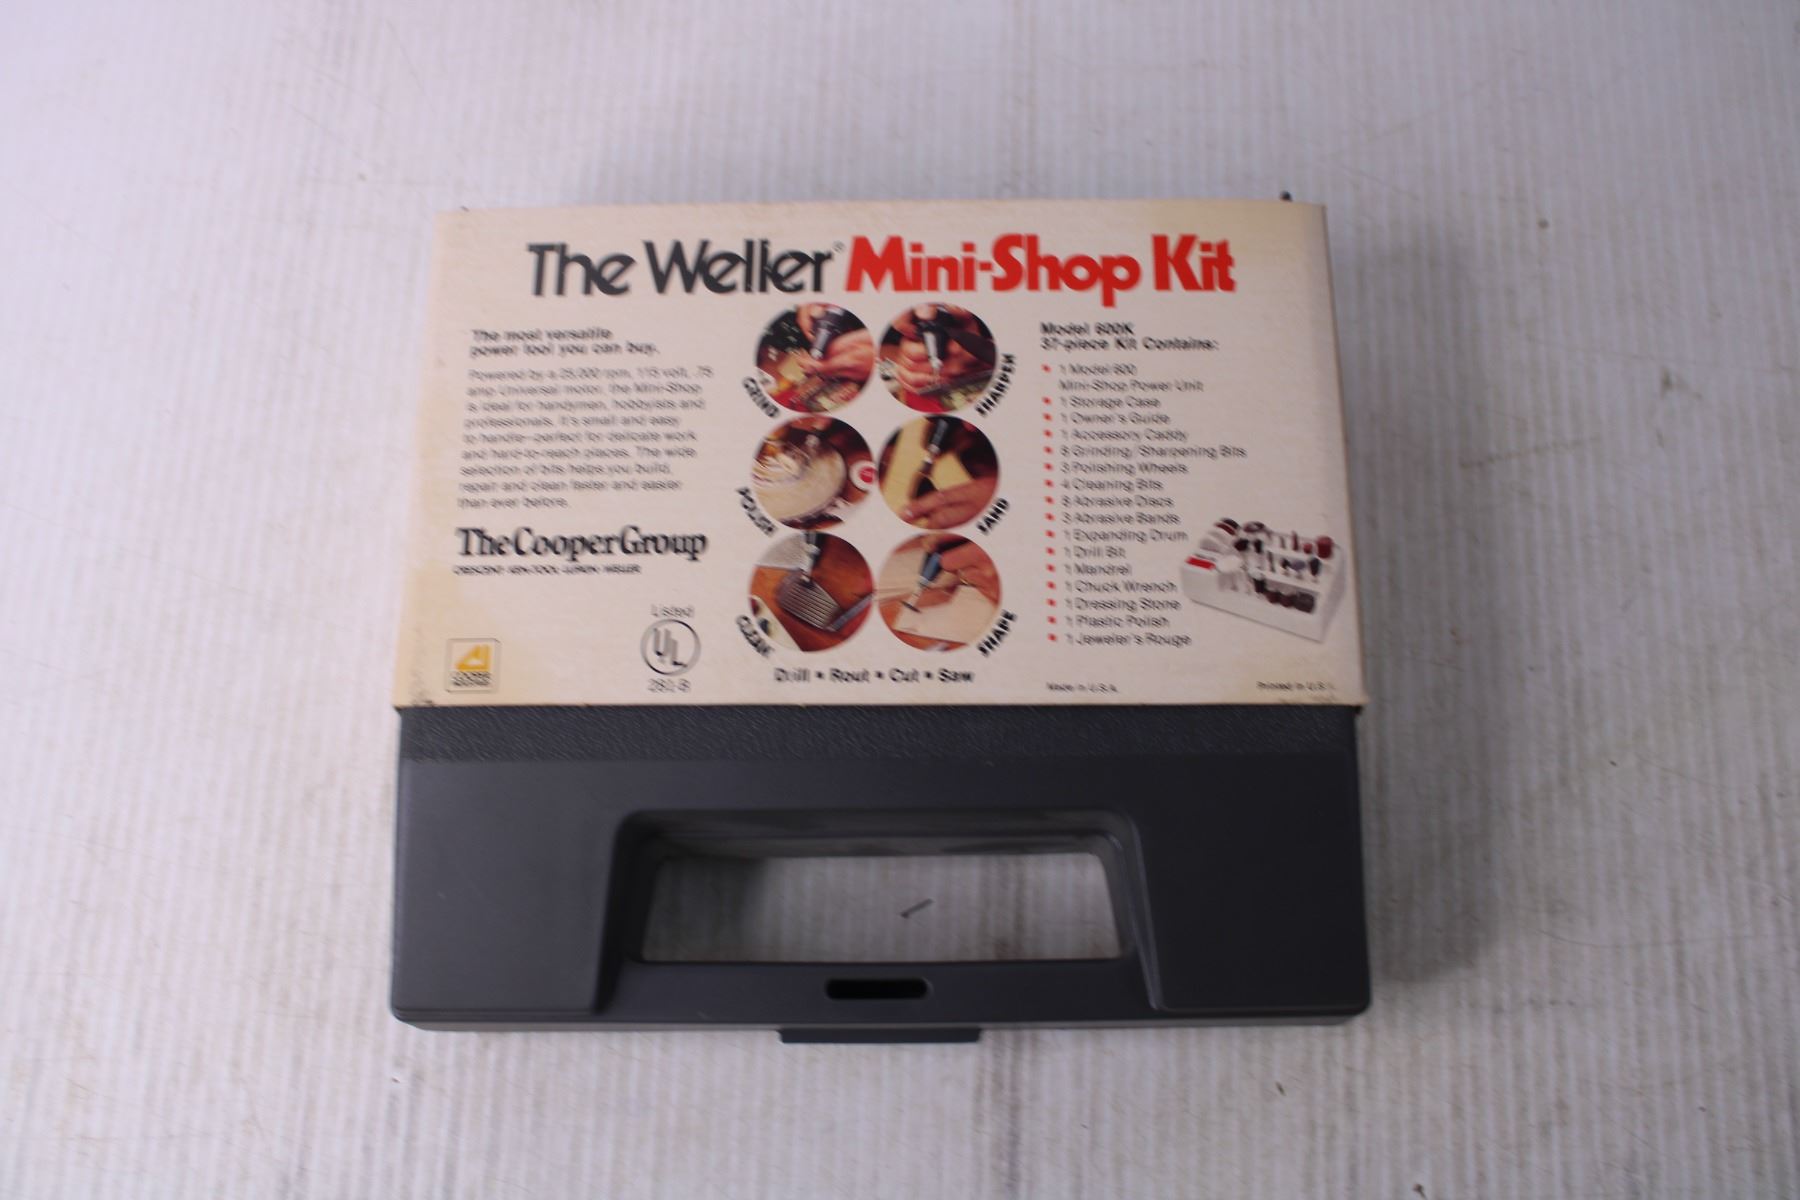 The Weller® Mini-Shop Kit
The most versatile
power tool you can buy.
Powered by a 25,000 rpm, 115 volt, .75
amp Universal motor, the Mini-Shop
is ideal for handymen, hobbyists and
professionals. It's small and easy
to handle—perfect for delicate work
and hard-to-reach places. The wide
selection of bits helps you build,
repair and clean faster and easier
than ever before.
The Cooper Group
CRESCENT LUFKIN WELLER
Listed
UL
COOPER
GRIND
SHARPEN
POLISH
SAND
CLEAN
SHAPE
Drill • Rout • Cut • Saw
Model 600K
37-piece Kit Contains:
• 1 Model 600
Mini-Shop Power Unit
• 1 Storage Case
• 1 Owner's Guide
• 1 Accessory Caddy
• 8 Grinding/Sharpening Bits
• 3 Polishing Wheels
• 4 Cleaning Bits
• 8 Abrasive Discs
• 3 Abrasive Bands
• 1 Expanding Drum
• 1 Drill Bit
• 1 Mandrel
• 1 Chuck Wrench
• 1 Dressing Stone
• 1 Plastic Polish
• 1 Jeweler's Rouge
Made in U.S.A.
Printed in U.S.